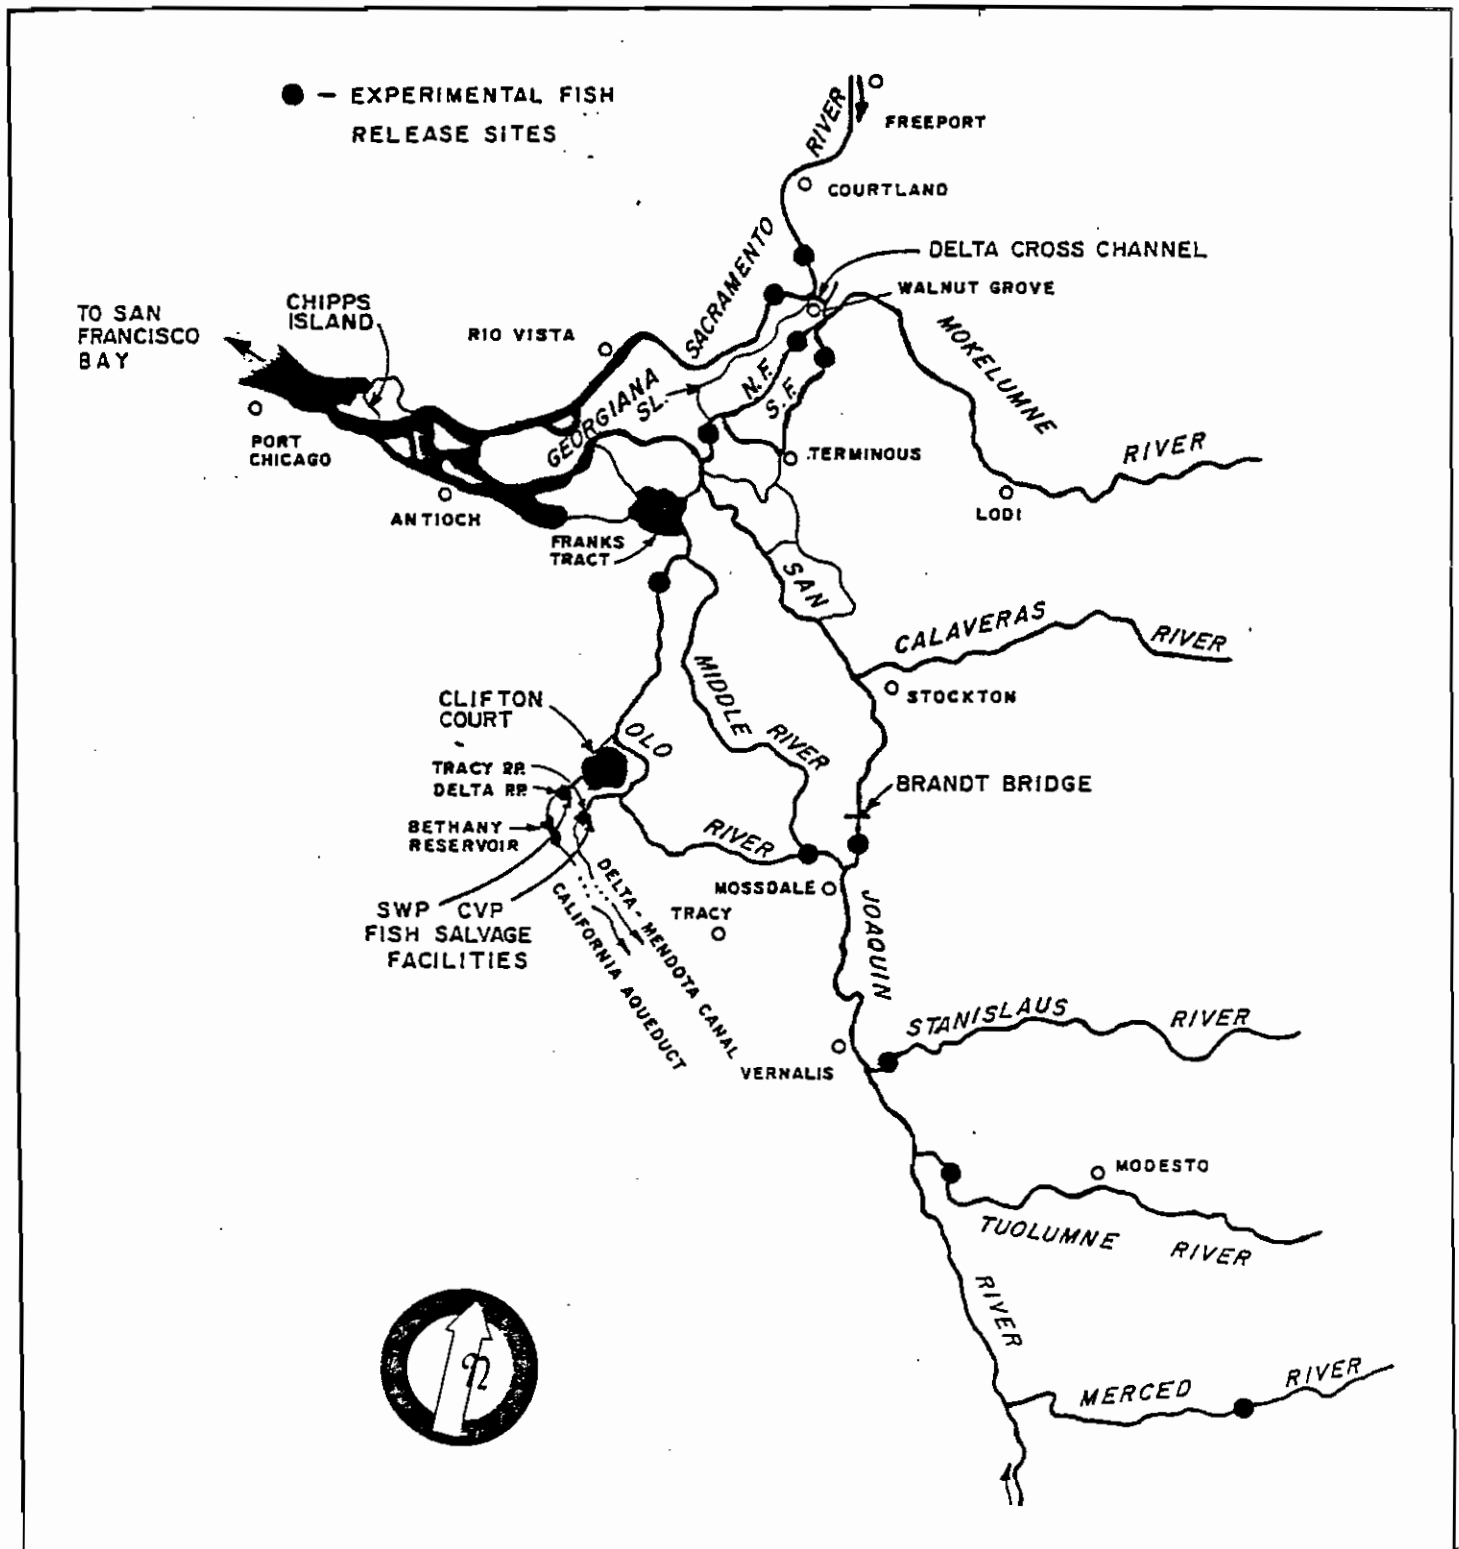 ● – EXPERIMENTAL FISH
RELEASE SITES
RIVER
FREEPORT
COURTLAND
SACRAMENTO
DELTA CROSS CHANNEL
WALNUT GROVE
CHIPPS
ISLAND
TO SAN
FRANCISCO
BAY
RIO VISTA
MOKELUMNE
RIVER
GEORGIANA
SL.
N.F.
S.F.
PORT
CHICAGO
TERMINOUS
LODI
ANTIOCH
FRANKS
TRACT
SAN
CALAVERAS
RIVER
STOCKTON
MIDDLE
RIVER
CLIFTON
COURT
OLD
TRACY P.P.
DELTA P.P.
BRANDT BRIDGE
BETHANY
RESERVOIR
RIVER
MOSSDALE
JOAQUIN
SWP CVP
FISH SALVAGE
FACILITIES
TRACY
DELTA-MENDOTA CANAL
CALIFORNIA AQUEDUCT
STANISLAUS
RIVER
VERNALIS
MODESTO
TUOLUMNE
RIVER
RIVER
MERCED
RIVER
n